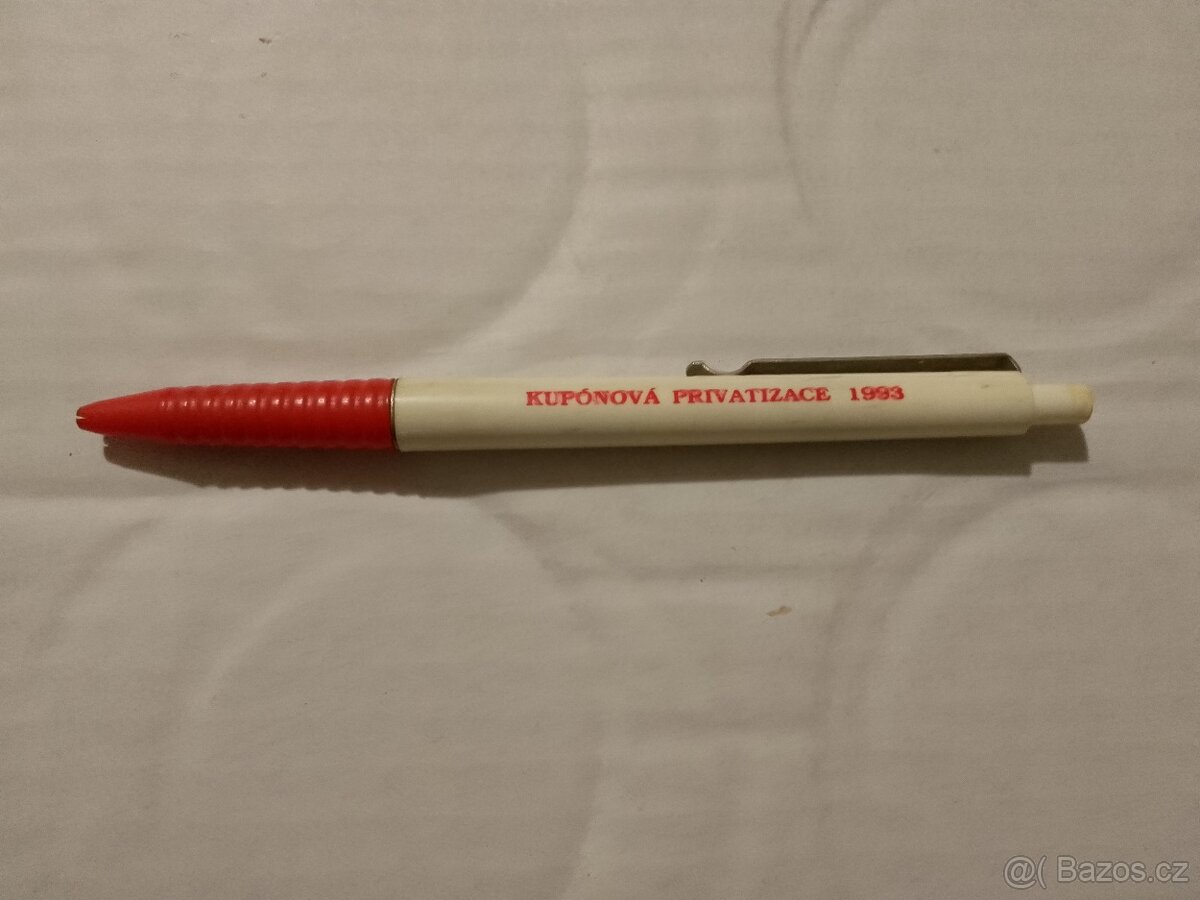 KUPÓNOVÁ PRIVATIZACE 1993
@( Bazos.cz